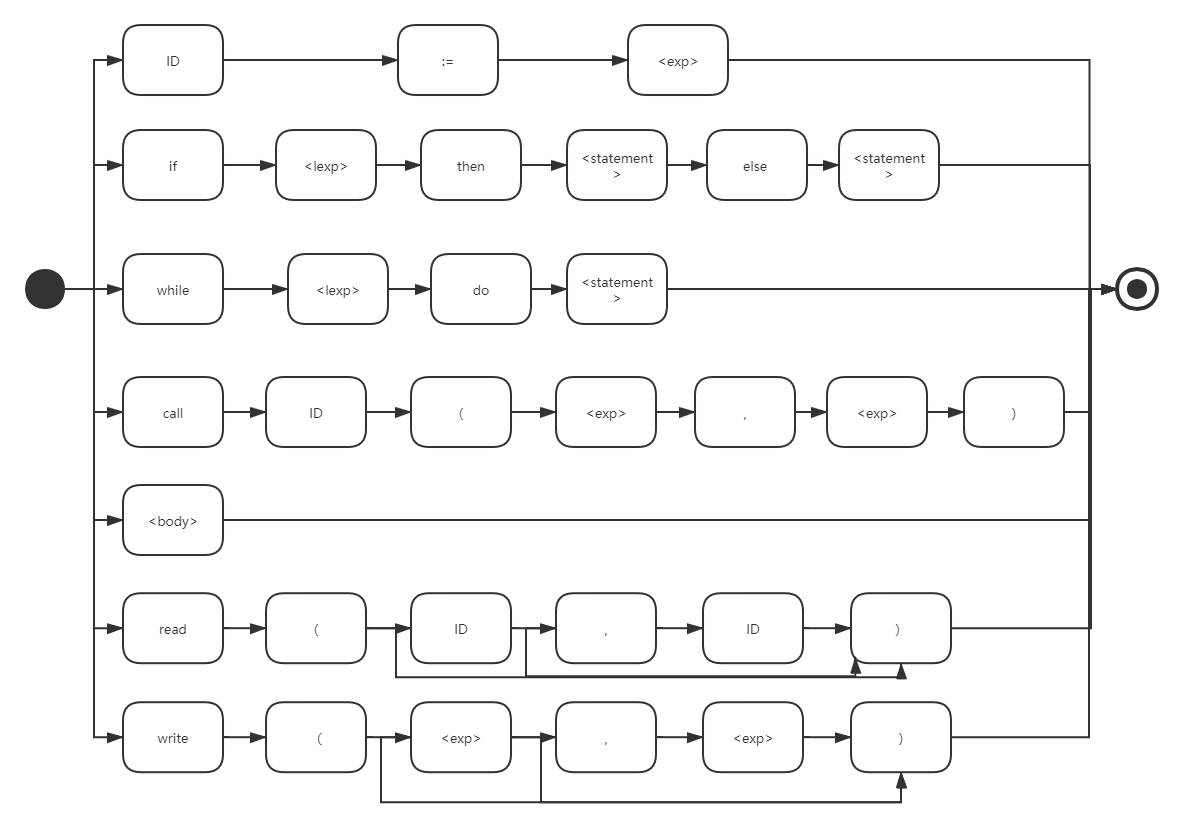 ID := <exp>
if <lexp> then <statement
> else <statement
>
while <lexp> do <statement
>
call ID ( <exp> , <exp> )
<body>
read ( ID , ID )
write ( <exp> , <exp> )